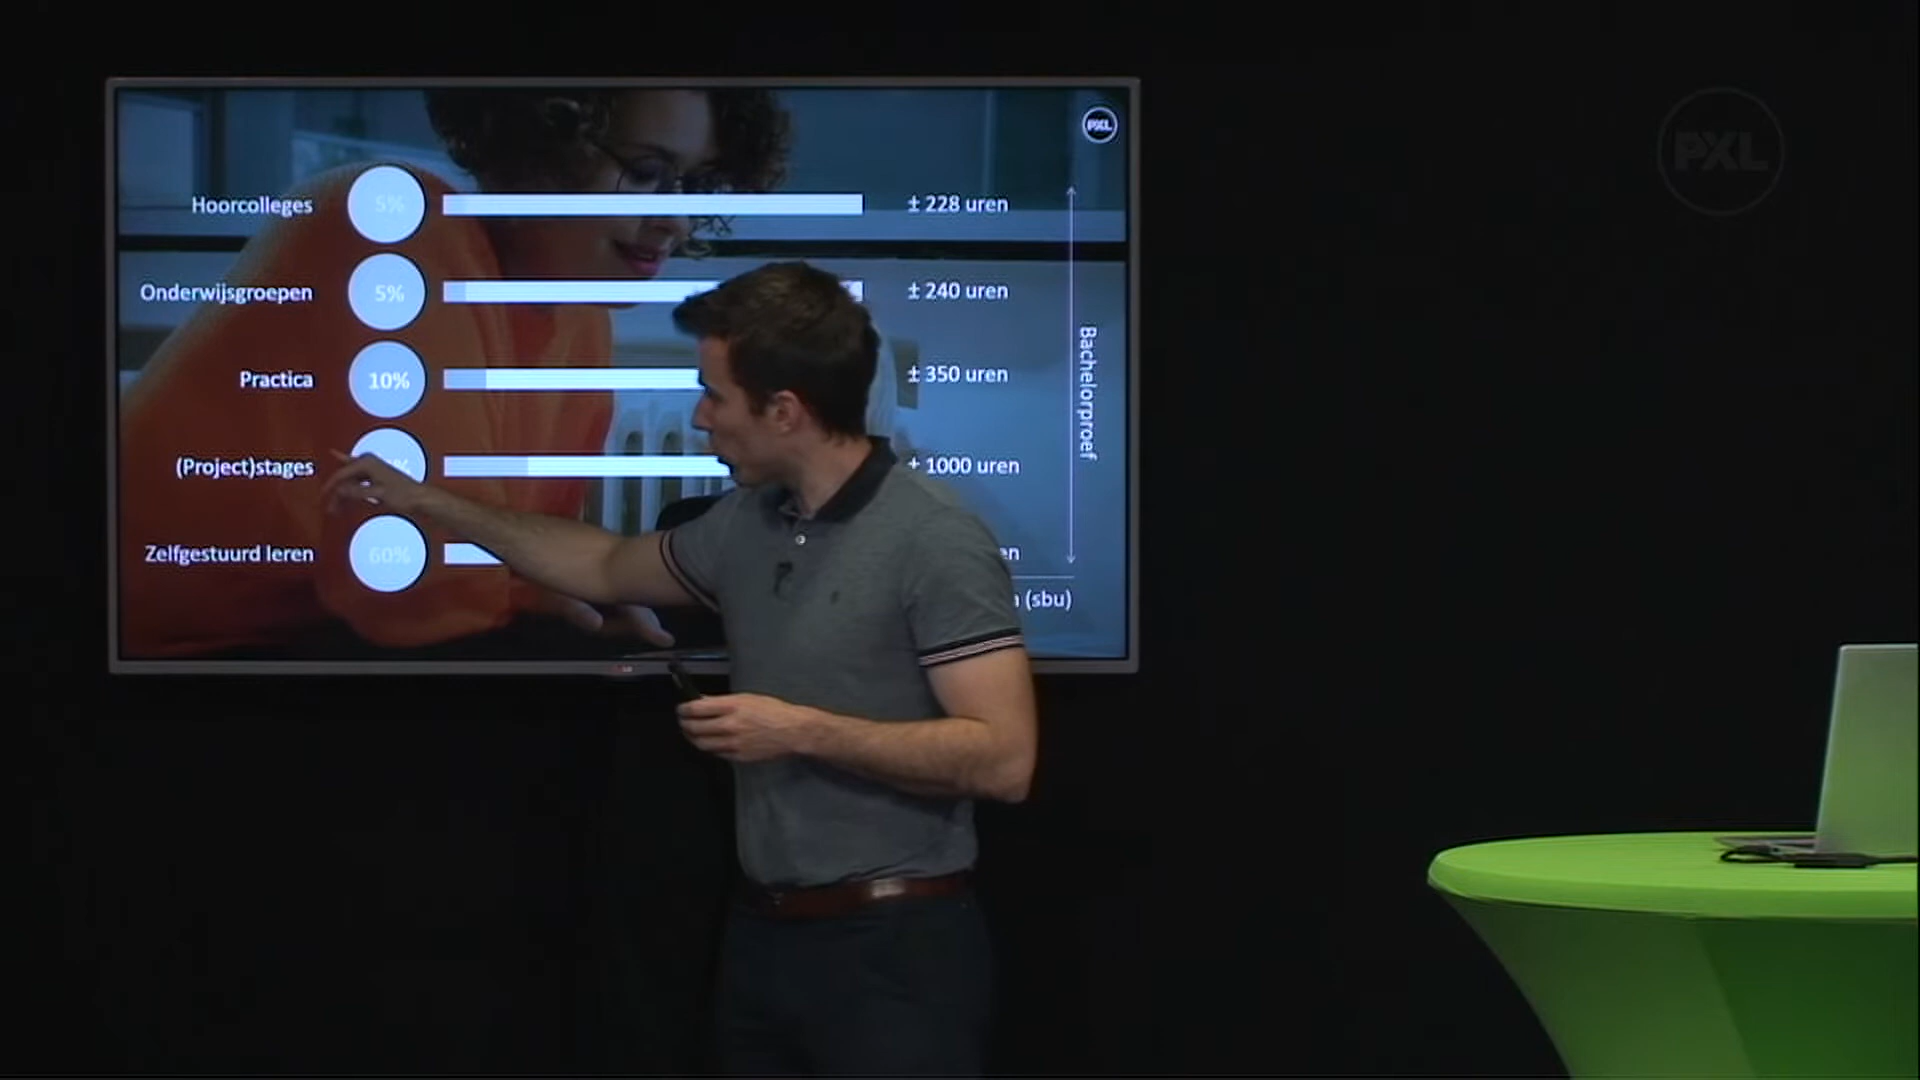 PXL
PXL
Hoorcolleges 5% ± 228 uren
Onderwijsgroepen 5% ± 240 uren
Practica 10% ± 350 uren
(Project)stages ± 1000 uren
Zelfgestuurd leren 60%
(sbu)
Bachelorproef
LG